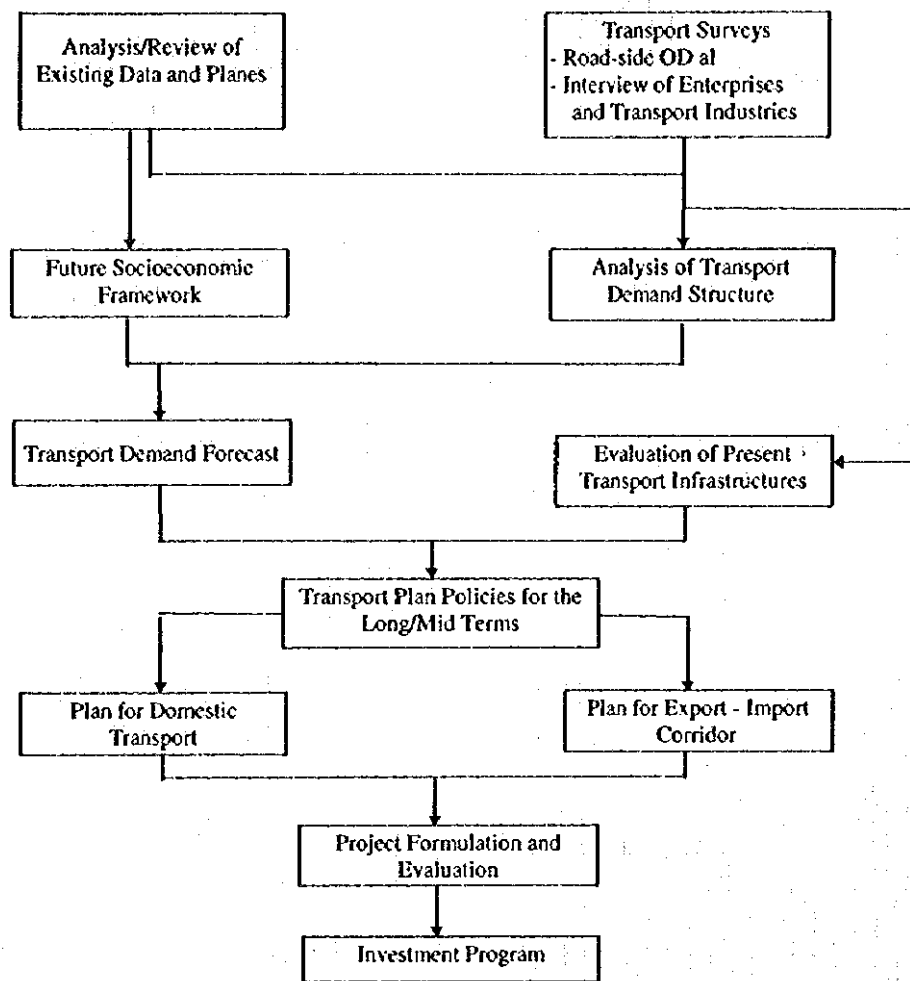 Analysis/Review of
Existing Data and Planes
Transport Surveys
- Road-side OD al
- Interview of Enterprises
and Transport Industries
Future Socioeconomic
Framework
Analysis of Transport
Demand Structure
Transport Demand Forecast
Evaluation of Present
Transport Infrastructures
Transport Plan Policies for the
Long/Mid Terms
Plan for Domestic
Transport
Plan for Export - Import
Corridor
Project Formulation and
Evaluation
Investment Program